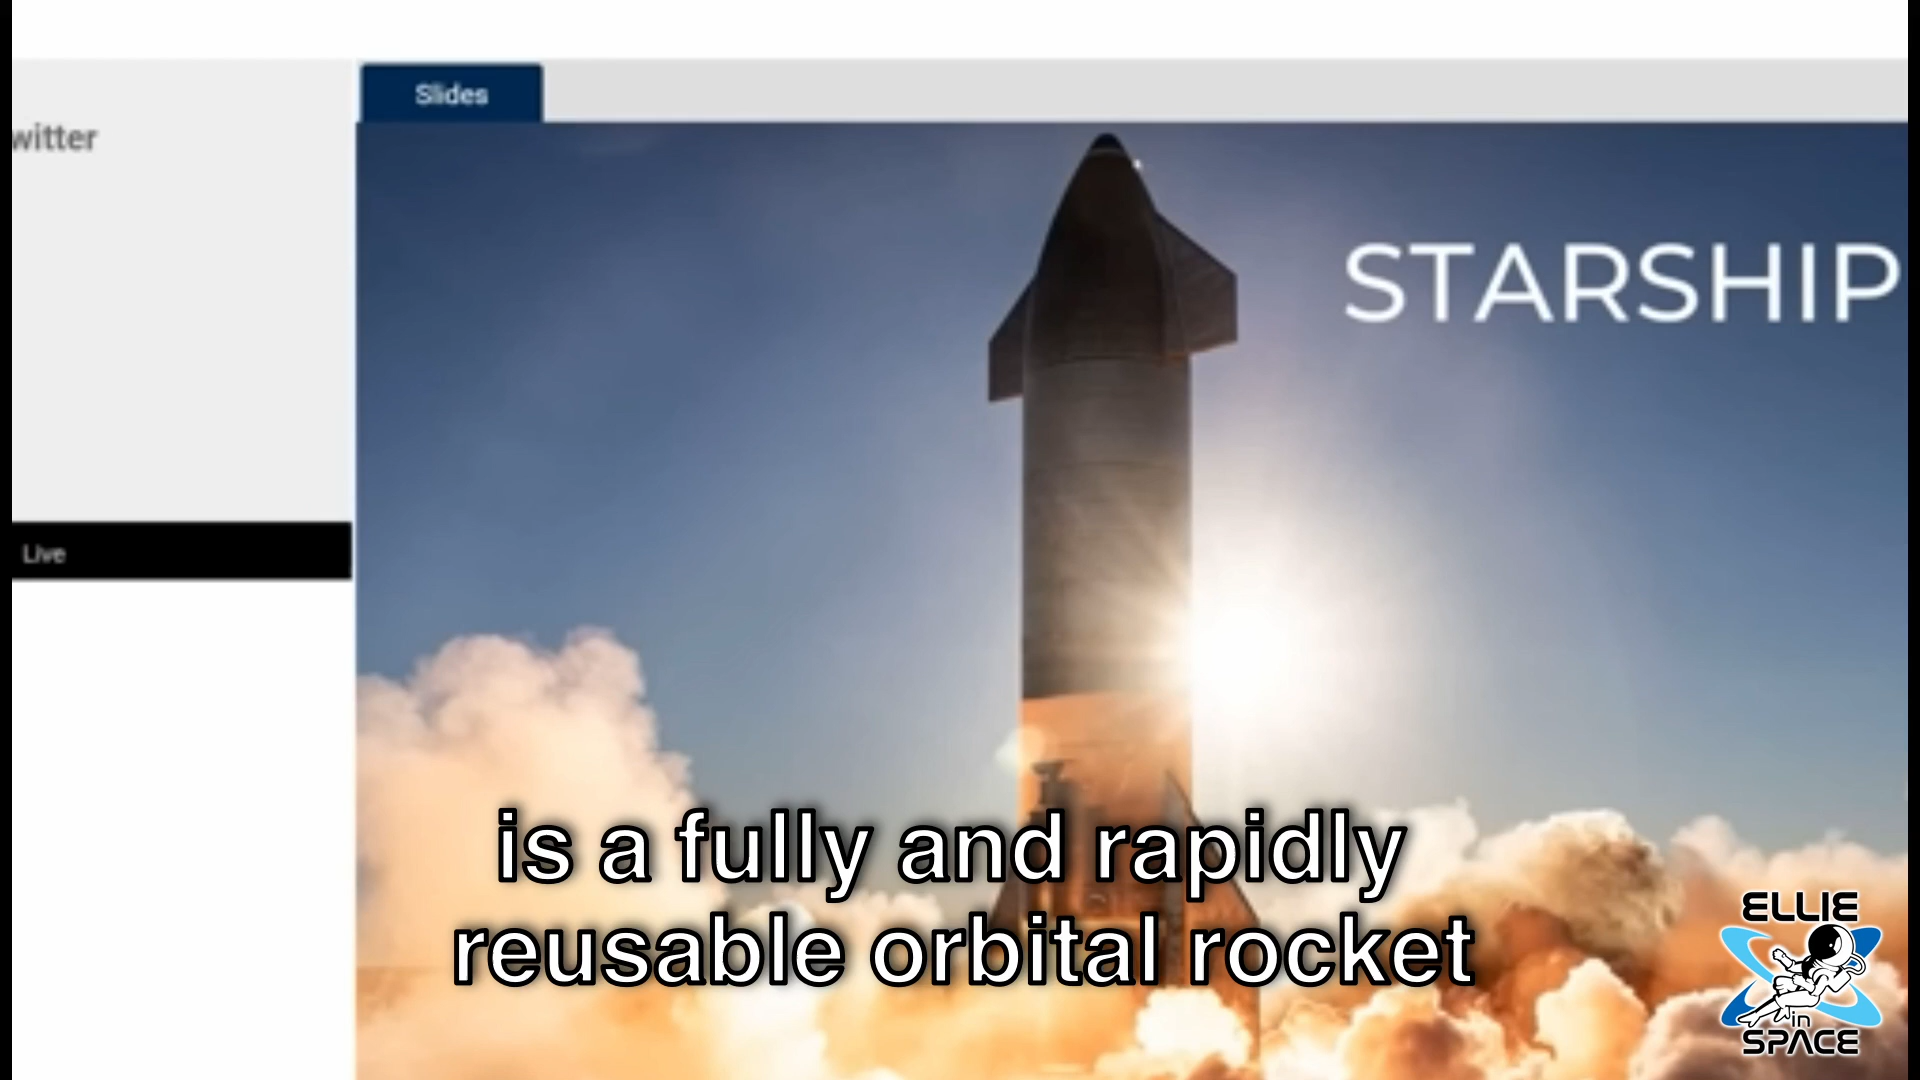 Slides
witter
STARSHIP
Live
is a fully and rapidly
reusable orbital rocket
ELLIE
in
SPACE